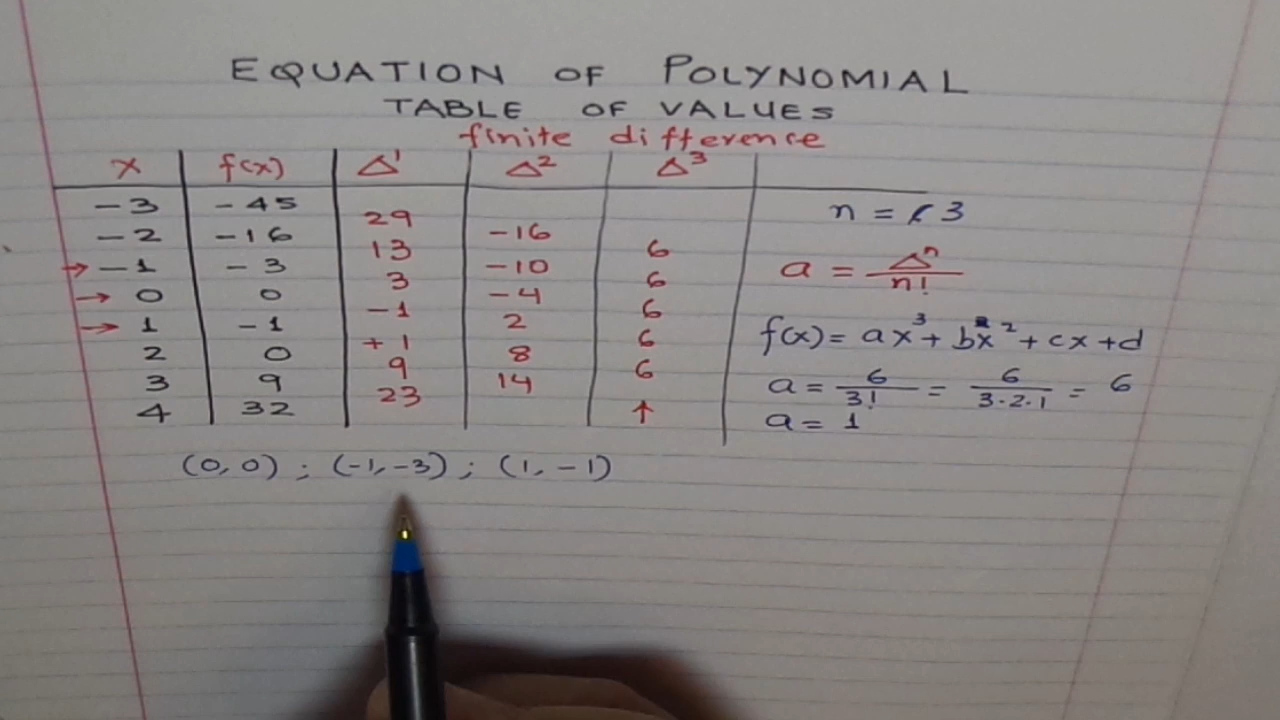 EQUATION OF POLYNOMIAL
TABLE OF VALUES
finite difference
x f(x) Δ¹ Δ² Δ³
-3 -45
29
-2 -16 -16
13 6
-1 -3 -10
3 6
0 0 -4
-1 6
1 -1 2
+1 6
2 0 8
9 6
3 9 14
23
4 32 ↑
n = 3
a = Δⁿ/n!
f(x) = ax³ + bx² + cx + d
a = 6/3! = 6/3·2·1 = 6
a = 1
(0,0) ; (-1,-3) ; (1,-1)